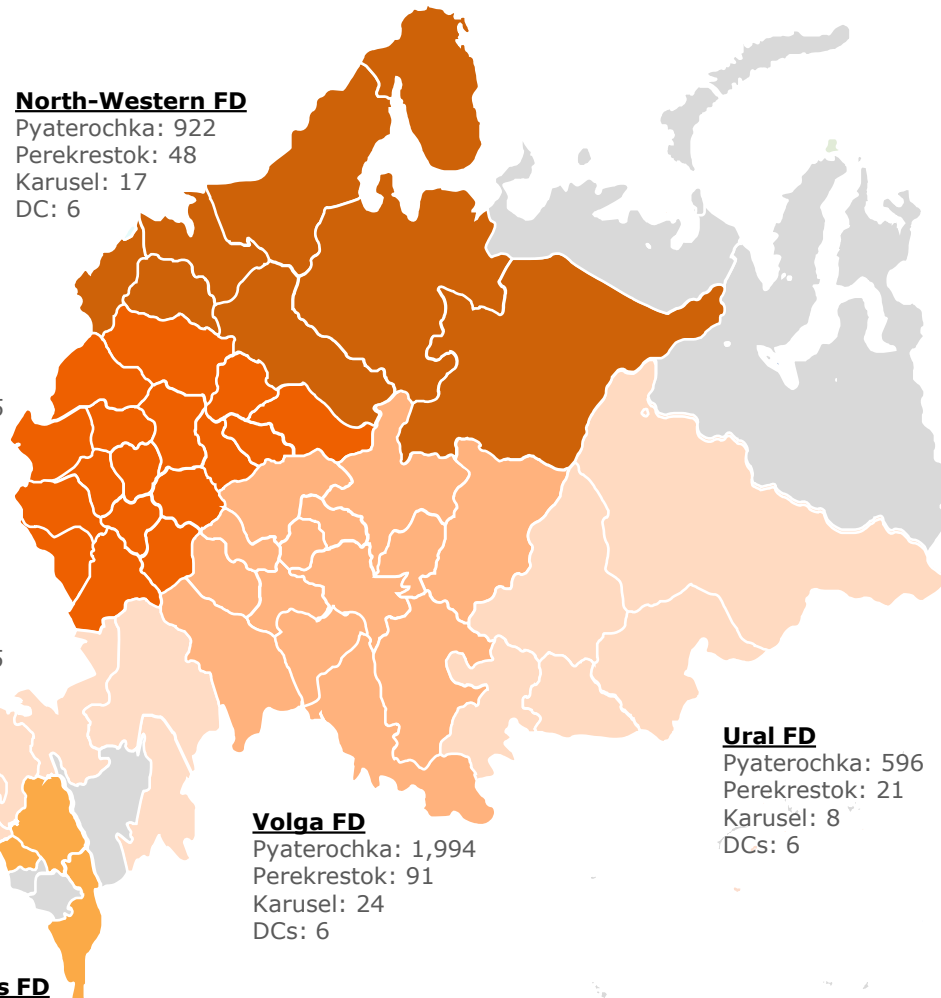 North-Western FD
Pyaterochka: 922
Perekrestok: 48
Karusel: 17
DC: 6
Ural FD
Pyaterochka: 596
Perekrestok: 21
Karusel: 8
DCs: 6
Volga FD
Pyaterochka: 1,994
Perekrestok: 91
Karusel: 24
DCs: 6
s FD